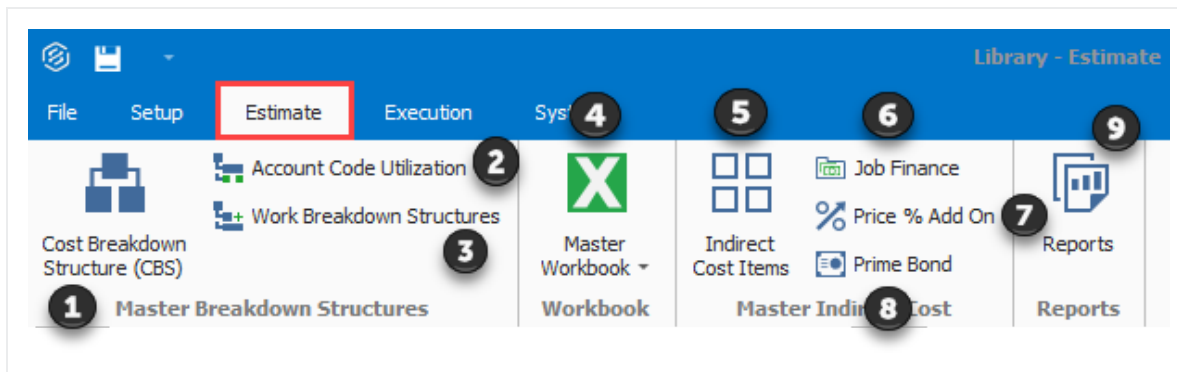 Library - Estimate
File Setup Estimate Execution Syst
4 5 6 9
Account Code Utilization 2
Work Breakdown Structures
3
Cost Breakdown
Structure (CBS)
1
Master Breakdown Structures
Master
Workbook
Workbook
Indirect
Cost Items
Job Finance
Price % Add On 7
Prime Bond
8
Master Indir Cost
Reports
Reports